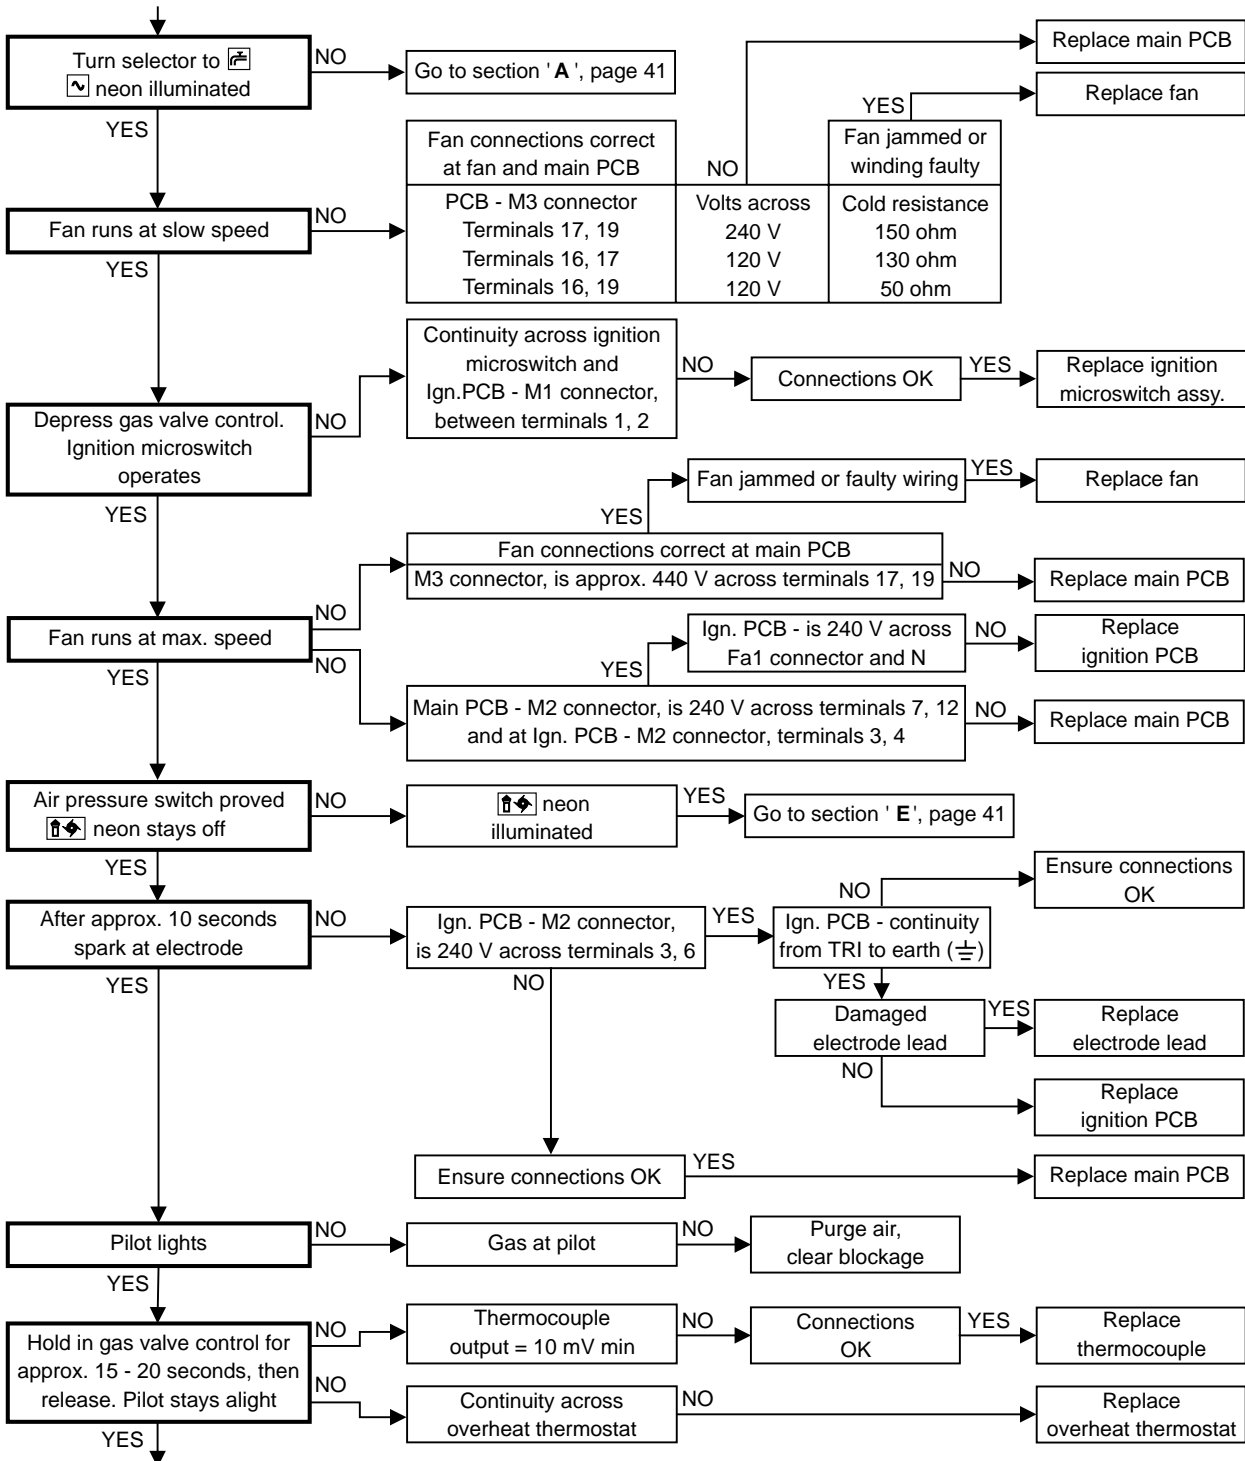 Turn selector to
neon illuminated
NO
Go to section ' A ', page 41
Replace main PCB
YES
Replace fan
YES
Fan connections correct
at fan and main PCB
NO
Fan jammed or
winding faulty
Fan runs at slow speed
NO
PCB - M3 connector
Volts across
Cold resistance
Terminals 17, 19
240 V
150 ohm
Terminals 16, 17
120 V
130 ohm
Terminals 16, 19
120 V
50 ohm
YES
Depress gas valve control.
Ignition microswitch
operates
NO
Continuity across ignition
microswitch and
Ign.PCB - M1 connector,
between terminals 1, 2
NO
Connections OK
YES
Replace ignition
microswitch assy.
YES
Fan jammed or faulty wiring
YES
Replace fan
YES
Fan connections correct at main PCB
M3 connector, is approx. 440 V across terminals 17, 19
NO
Replace main PCB
Fan runs at max. speed
NO
NO
Ign. PCB - is 240 V across
Fa1 connector and N
NO
Replace
ignition PCB
YES
YES
Main PCB - M2 connector, is 240 V across terminals 7, 12
and at Ign. PCB - M2 connector, terminals 3, 4
NO
Replace main PCB
Air pressure switch proved
neon stays off
NO
neon
illuminated
YES
Go to section ' E ', page 41
YES
After approx. 10 seconds
spark at electrode
NO
Ign. PCB - M2 connector,
is 240 V across terminals 3, 6
YES
Ign. PCB - continuity
from TRI to earth ( )
NO
Ensure connections
OK
YES
NO
YES
Damaged
electrode lead
YES
Replace
electrode lead
NO
Replace
ignition PCB
Ensure connections OK
YES
Replace main PCB
Pilot lights
NO
Gas at pilot
NO
Purge air,
clear blockage
YES
Hold in gas valve control for
approx. 15 - 20 seconds, then
release. Pilot stays alight
NO
Thermocouple
output = 10 mV min
NO
Connections
OK
YES
Replace
thermocouple
NO
Continuity across
overheat thermostat
NO
Replace
overheat thermostat
YES